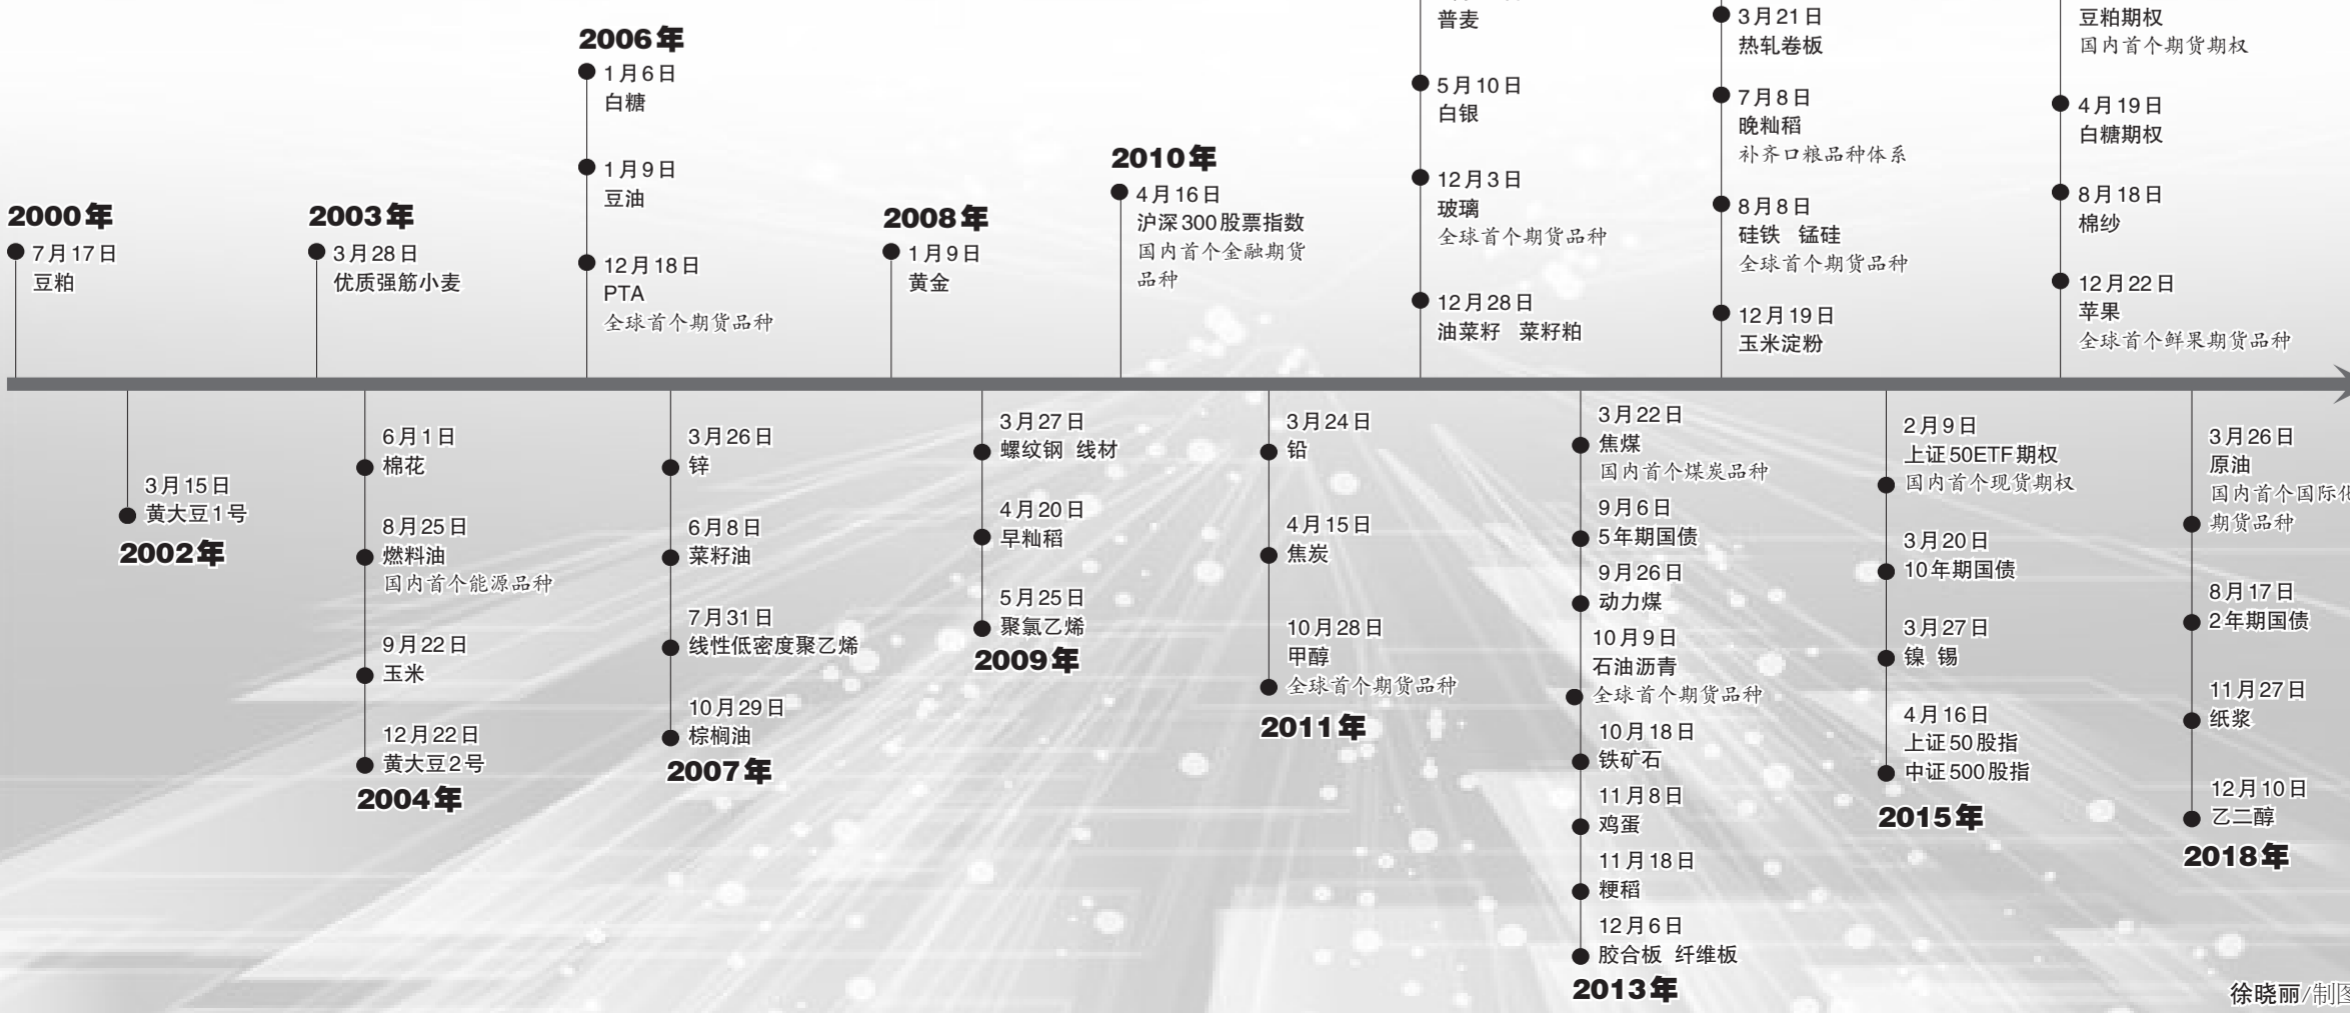 2000年
7月17日
豆粕
3月15日
黄大豆1号
2002年
2003年
3月28日
优质强筋小麦
6月1日
棉花
8月25日
燃料油
国内首个能源品种
9月22日
玉米
12月22日
黄大豆2号
2004年
2006年
1月6日
白糖
1月9日
豆油
12月18日
PTA
全球首个期货品种
3月26日
锌
6月8日
菜籽油
7月31日
线性低密度聚乙烯
10月29日
棕榈油
2007年
2008年
1月9日
黄金
3月27日
螺纹钢 线材
4月20日
早籼稻
5月25日
聚氯乙烯
2009年
2010年
4月16日
沪深300股票指数
国内首个金融期货
品种
3月24日
铅
4月15日
焦炭
10月28日
甲醇
全球首个期货品种
2011年
普麦
5月10日
白银
12月3日
玻璃
全球首个期货品种
12月28日
油菜籽 菜籽粕
3月22日
焦煤
国内首个煤炭品种
9月6日
5年期国债
9月26日
动力煤
10月9日
石油沥青
全球首个期货品种
10月18日
铁矿石
11月8日
鸡蛋
11月18日
粳稻
12月6日
胶合板 纤维板
2013年
3月21日
热轧卷板
7月8日
晚籼稻
补齐口粮品种体系
8月8日
硅铁 锰硅
全球首个期货品种
12月19日
玉米淀粉
2月9日
上证50ETF期权
国内首个现货期权
3月20日
10年期国债
3月27日
镍 锡
4月16日
上证50股指
中证500股指
2015年
豆粕期权
国内首个期货期权
4月19日
白糖期权
8月18日
棉纱
12月22日
苹果
全球首个鲜果期货品种
3月26日
原油
国内首个国际化
期货品种
8月17日
2年期国债
11月27日
纸浆
12月10日
乙二醇
2018年
徐晓丽/制图